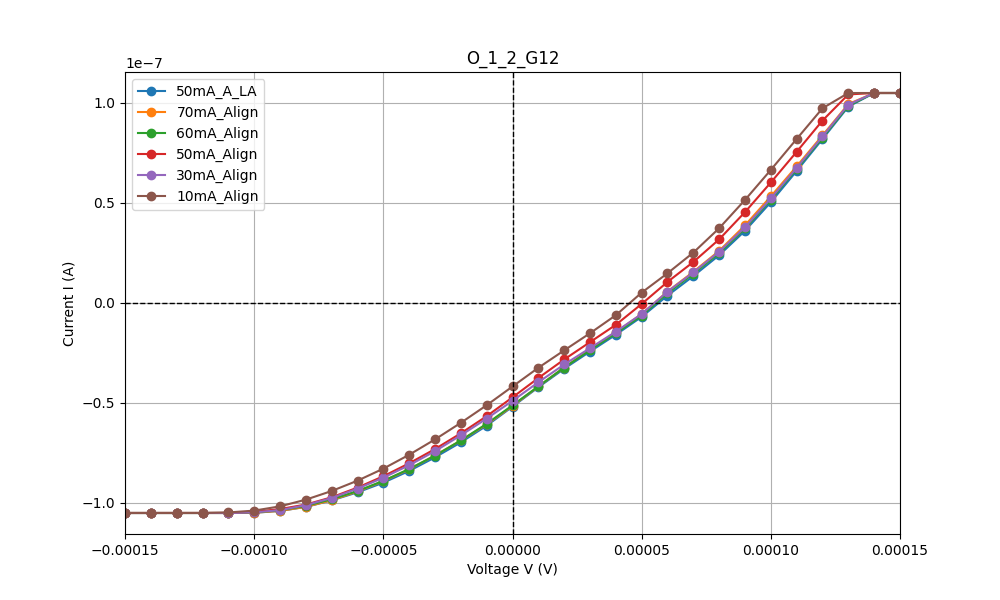 O_1_2_G12
1e−7
50mA_A_LA
70mA_Align
60mA_Align
50mA_Align
30mA_Align
10mA_Align
1.0
0.5
0.0
−0.5
−1.0
Current I (A)
−0.00015 −0.00010 −0.00005 0.00000 0.00005 0.00010 0.00015
Voltage V (V)